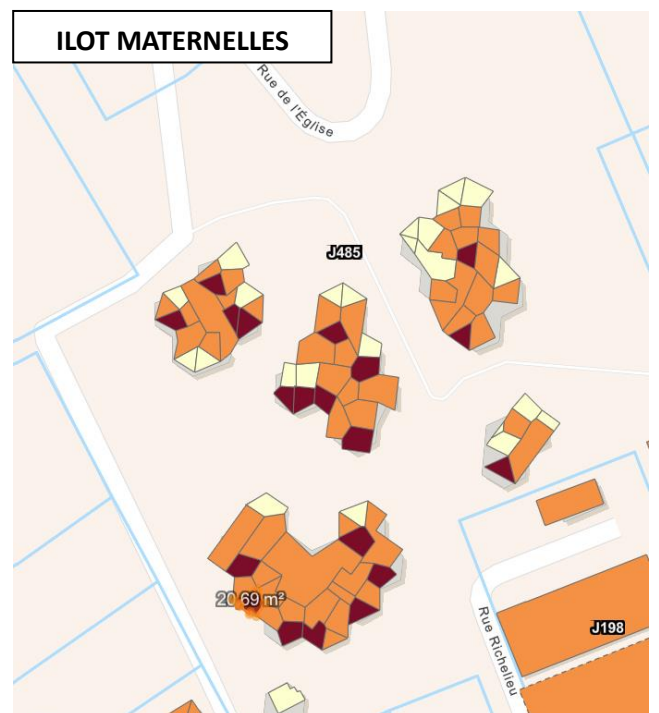 ILOT MATERNELLES
Rue de l'Église
J485
20.69 m²
J198
Rue Richelieu